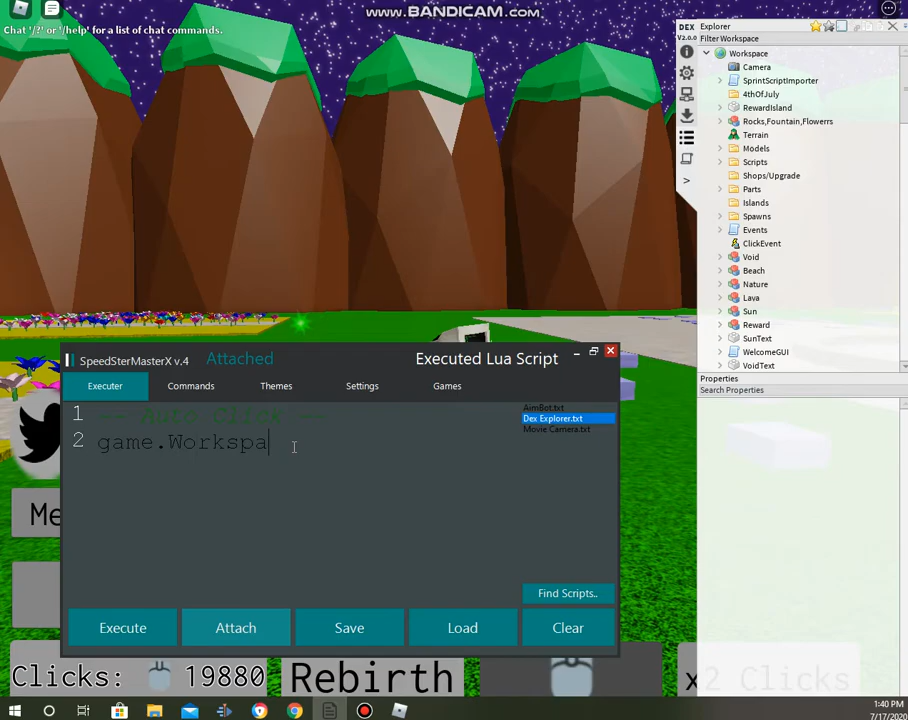 www.BANDICAM.com
Chat '/?' or '/help' for a list of chat commands.
DEX
V2.0.0
Explorer
Filter Workspace
Workspace
Camera
SprintScriptImporter
4thOfJuly
RewardIsland
Rocks,Fountain,Flowerrs
Terrain
Models
Scripts
Shops/Upgrade
Parts
Islands
Spawns
Events
ClickEvent
Void
Beach
Nature
Lava
Sun
Reward
SunText
WelcomeGUI
VoidText
Properties
Search Properties
SpeedSterMasterX v.4
Attached
Executed Lua Script
Executer
Commands
Themes
Settings
Games
1 -- Auto Click --
2 game.Workspa
AimBot.txt
Dex Explorer.txt
Movie Camera.txt
Find Scripts..
Execute
Attach
Save
Load
Clear
Me
Clicks: 19880
Rebirth
x2 Clicks
1:40 PM
7/17/2020